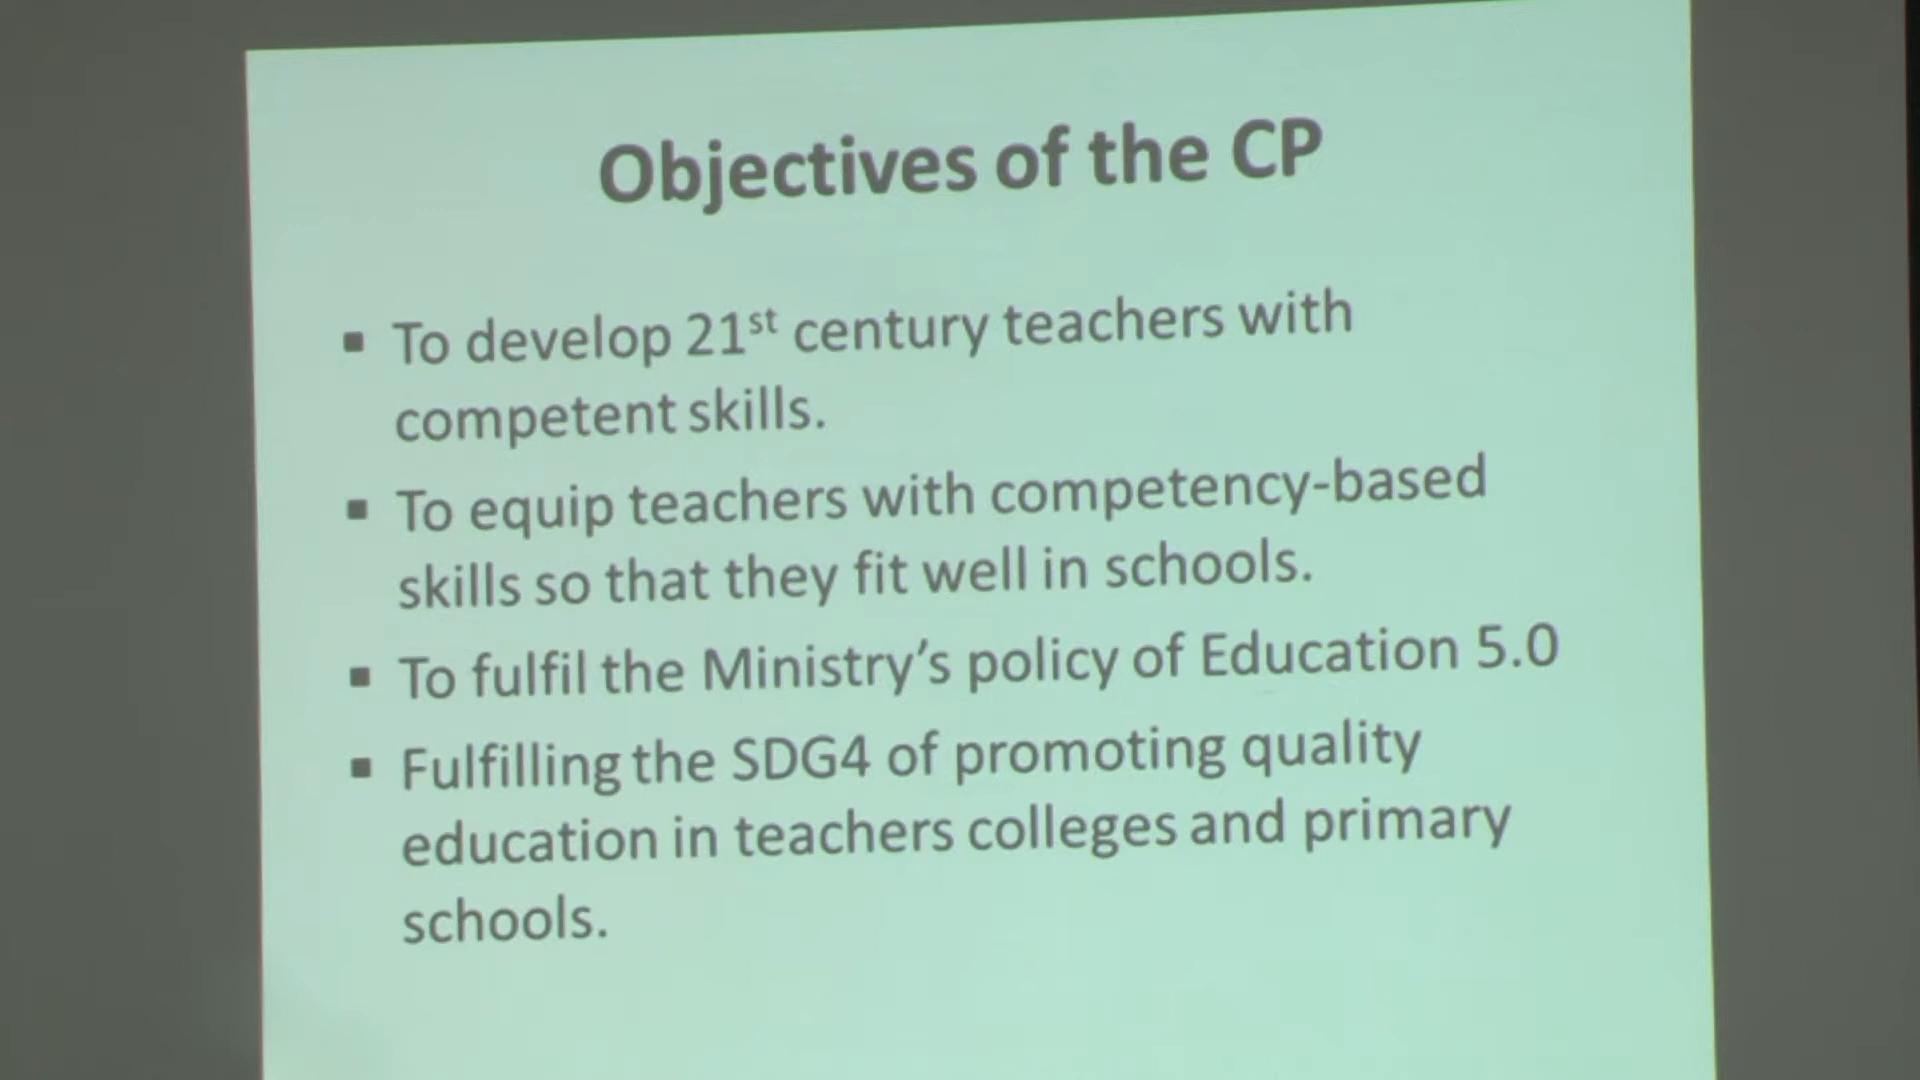 Objectives of the CP
▪ To develop 21st century teachers with
competent skills.
▪ To equip teachers with competency-based
skills so that they fit well in schools.
▪ To fulfil the Ministry's policy of Education 5.0
▪ Fulfilling the SDG4 of promoting quality
education in teachers colleges and primary
schools.